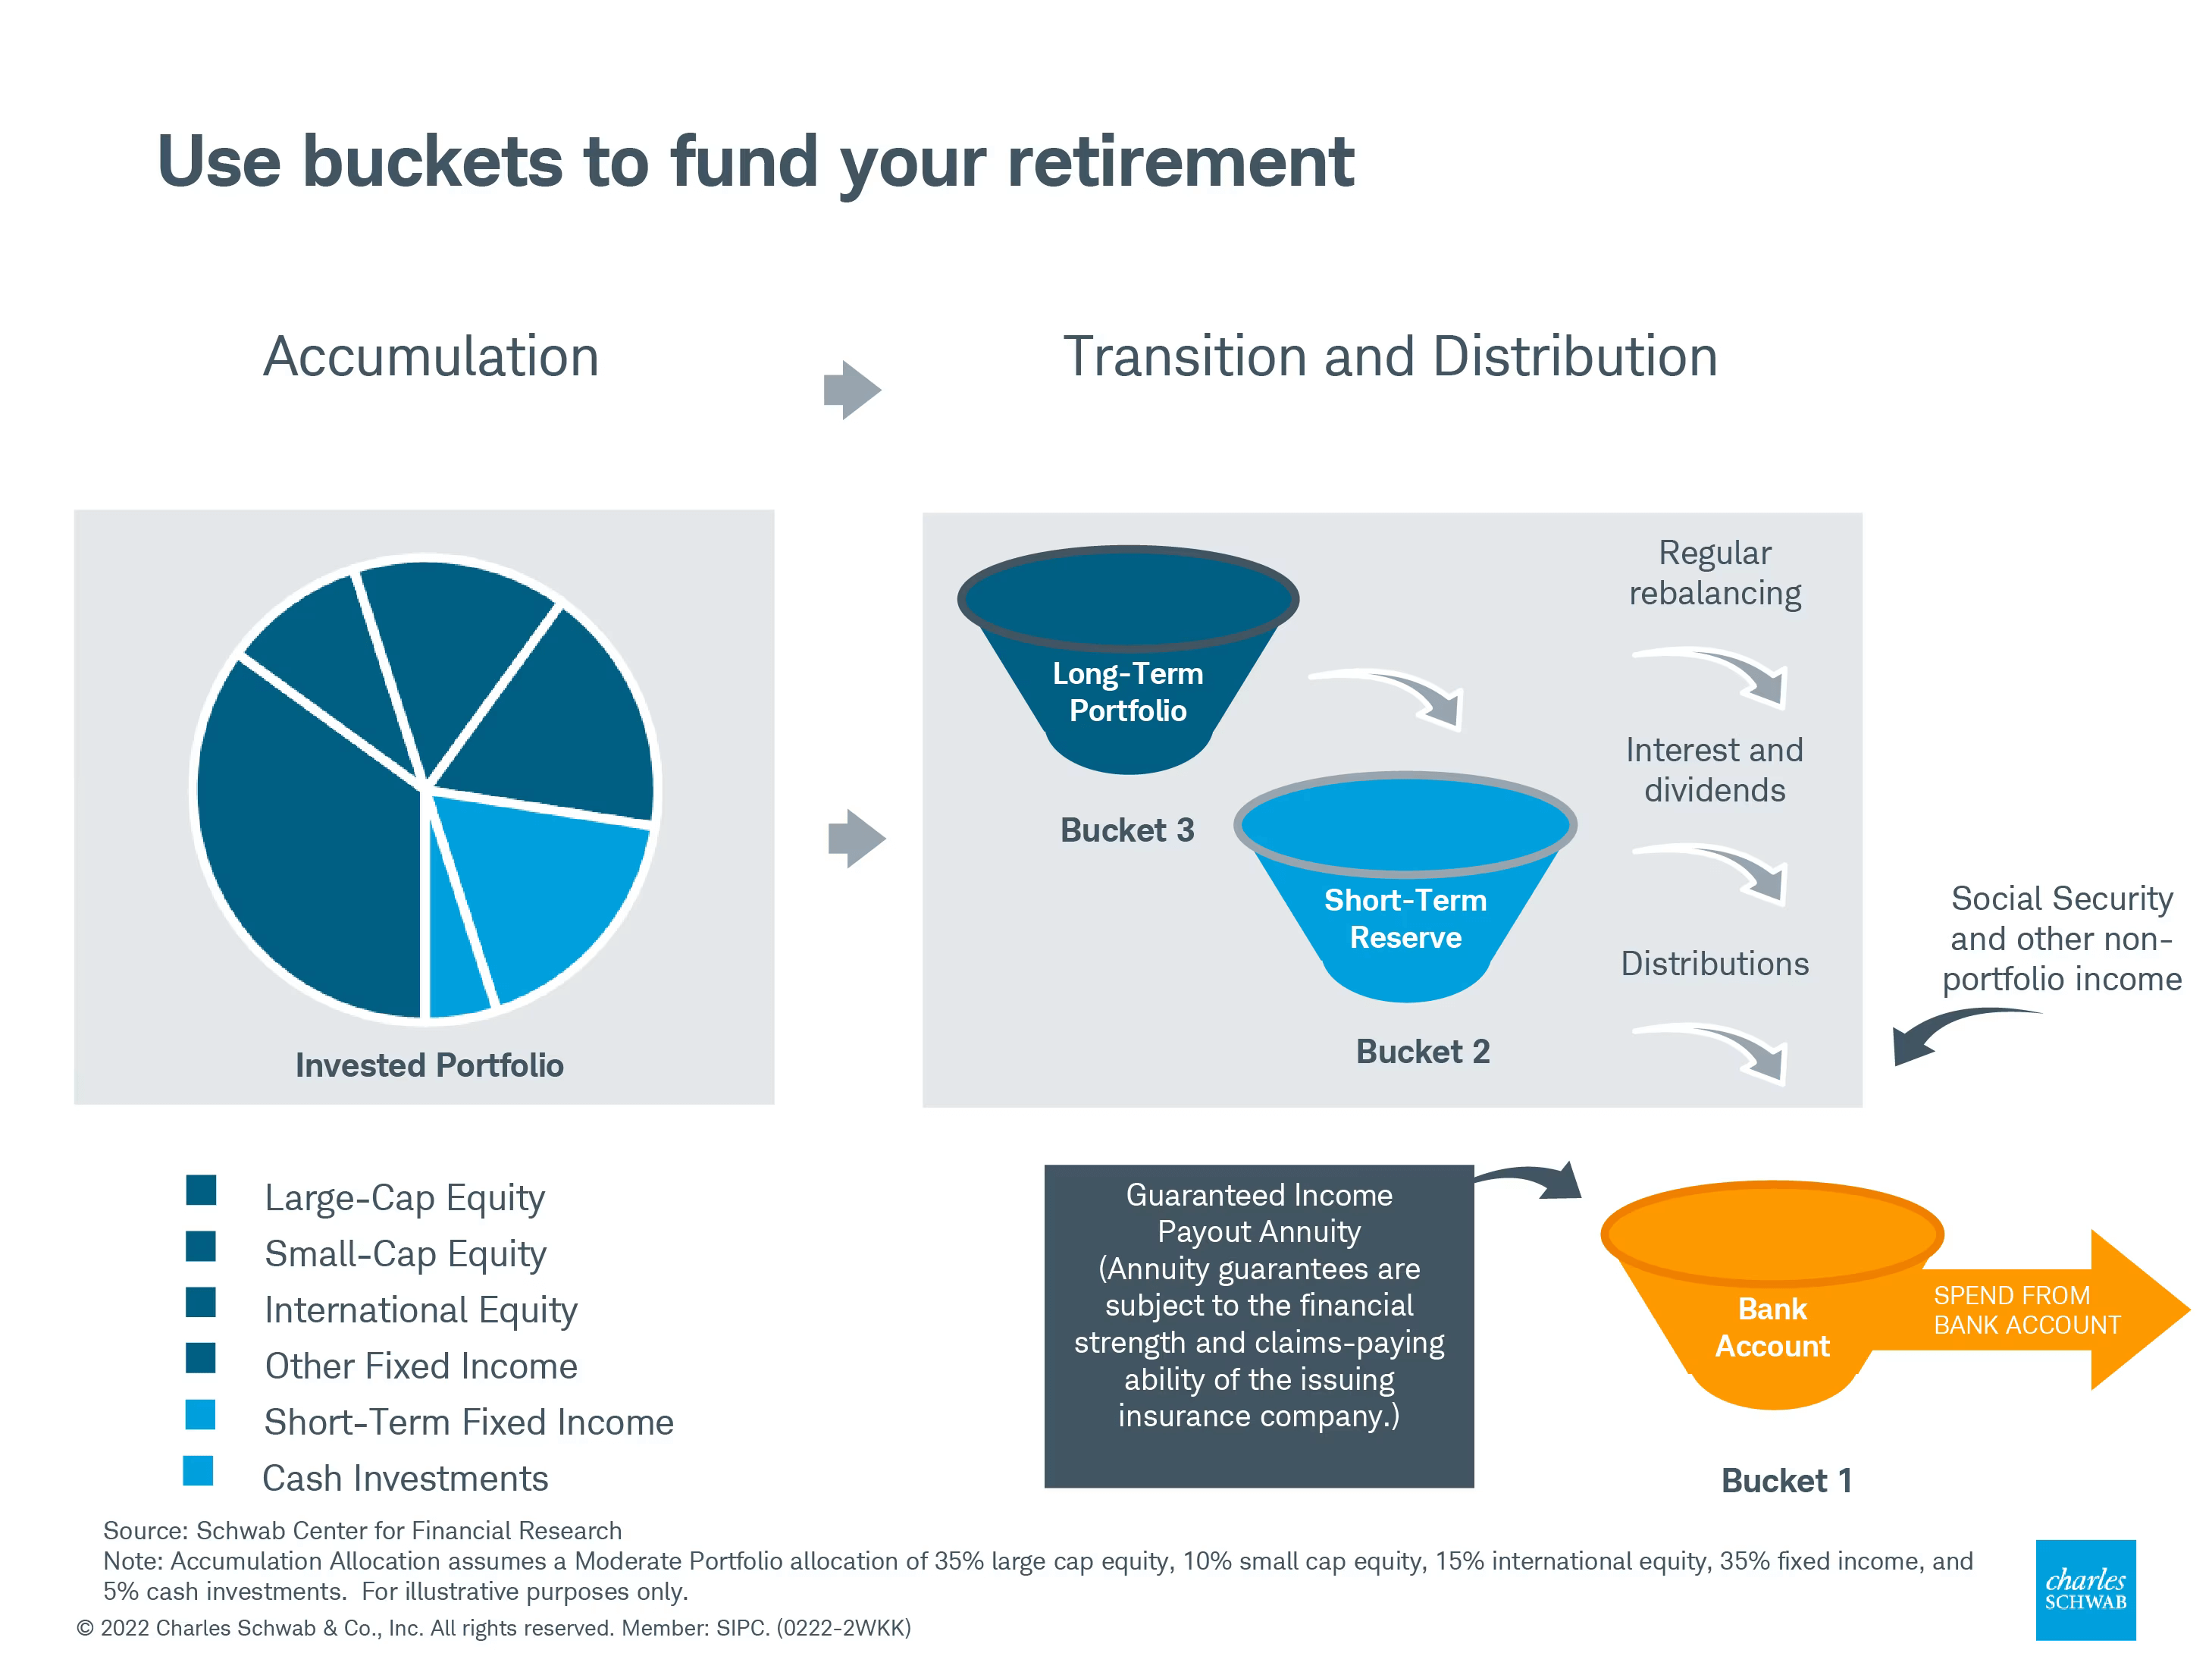 Use buckets to fund your retirement
Accumulation
Transition and Distribution
Invested Portfolio
Large-Cap Equity
Small-Cap Equity
International Equity
Other Fixed Income
Short-Term Fixed Income
Cash Investments
Long-Term
Portfolio
Bucket 3
Short-Term
Reserve
Bucket 2
Regular
rebalancing
Interest and
dividends
Distributions
Social Security
and other non-
portfolio income
Guaranteed Income
Payout Annuity
(Annuity guarantees are
subject to the financial
strength and claims-paying
ability of the issuing
insurance company.)
Bank
Account
SPEND FROM
BANK ACCOUNT
Bucket 1
Source: Schwab Center for Financial Research
Note: Accumulation Allocation assumes a Moderate Portfolio allocation of 35% large cap equity, 10% small cap equity, 15% international equity, 35% fixed income, and
5% cash investments.  For illustrative purposes only.
© 2022 Charles Schwab & Co., Inc. All rights reserved. Member: SIPC. (0222-2WKK)
charles
SCHWAB